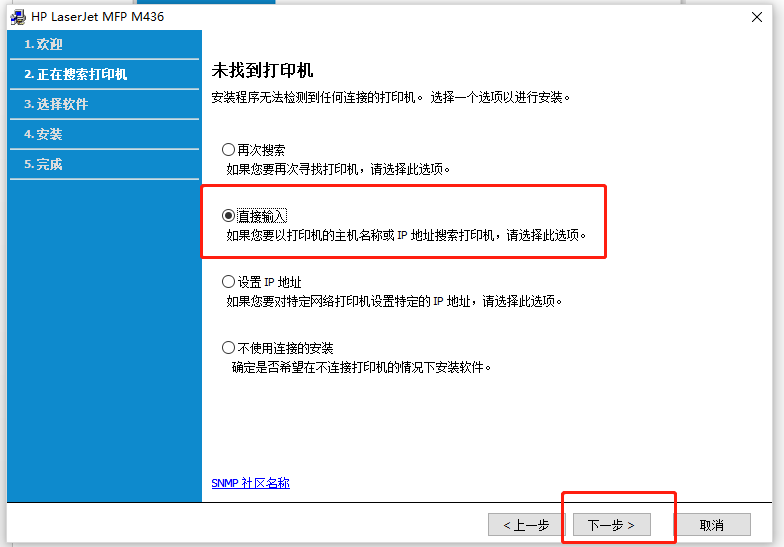 HP LaserJet MFP M436
1. 欢迎
2. 正在搜索打印机
3. 选择软件
4. 安装
5. 完成
未找到打印机
安装程序无法检测到任何连接的打印机。 选择一个选项以进行安装。
再次搜索
如果您要再次寻找打印机，请选择此选项。
直接输入
如果您要以打印机的主机名称或 IP 地址搜索打印机，请选择此选项。
设置 IP 地址
如果您要对特定网络打印机设置特定的 IP 地址，请选择此选项。
不使用连接的安装
确定是否希望在不连接打印机的情况下安装软件。
SNMP 社区名称
< 上一步
下一步 >
取消